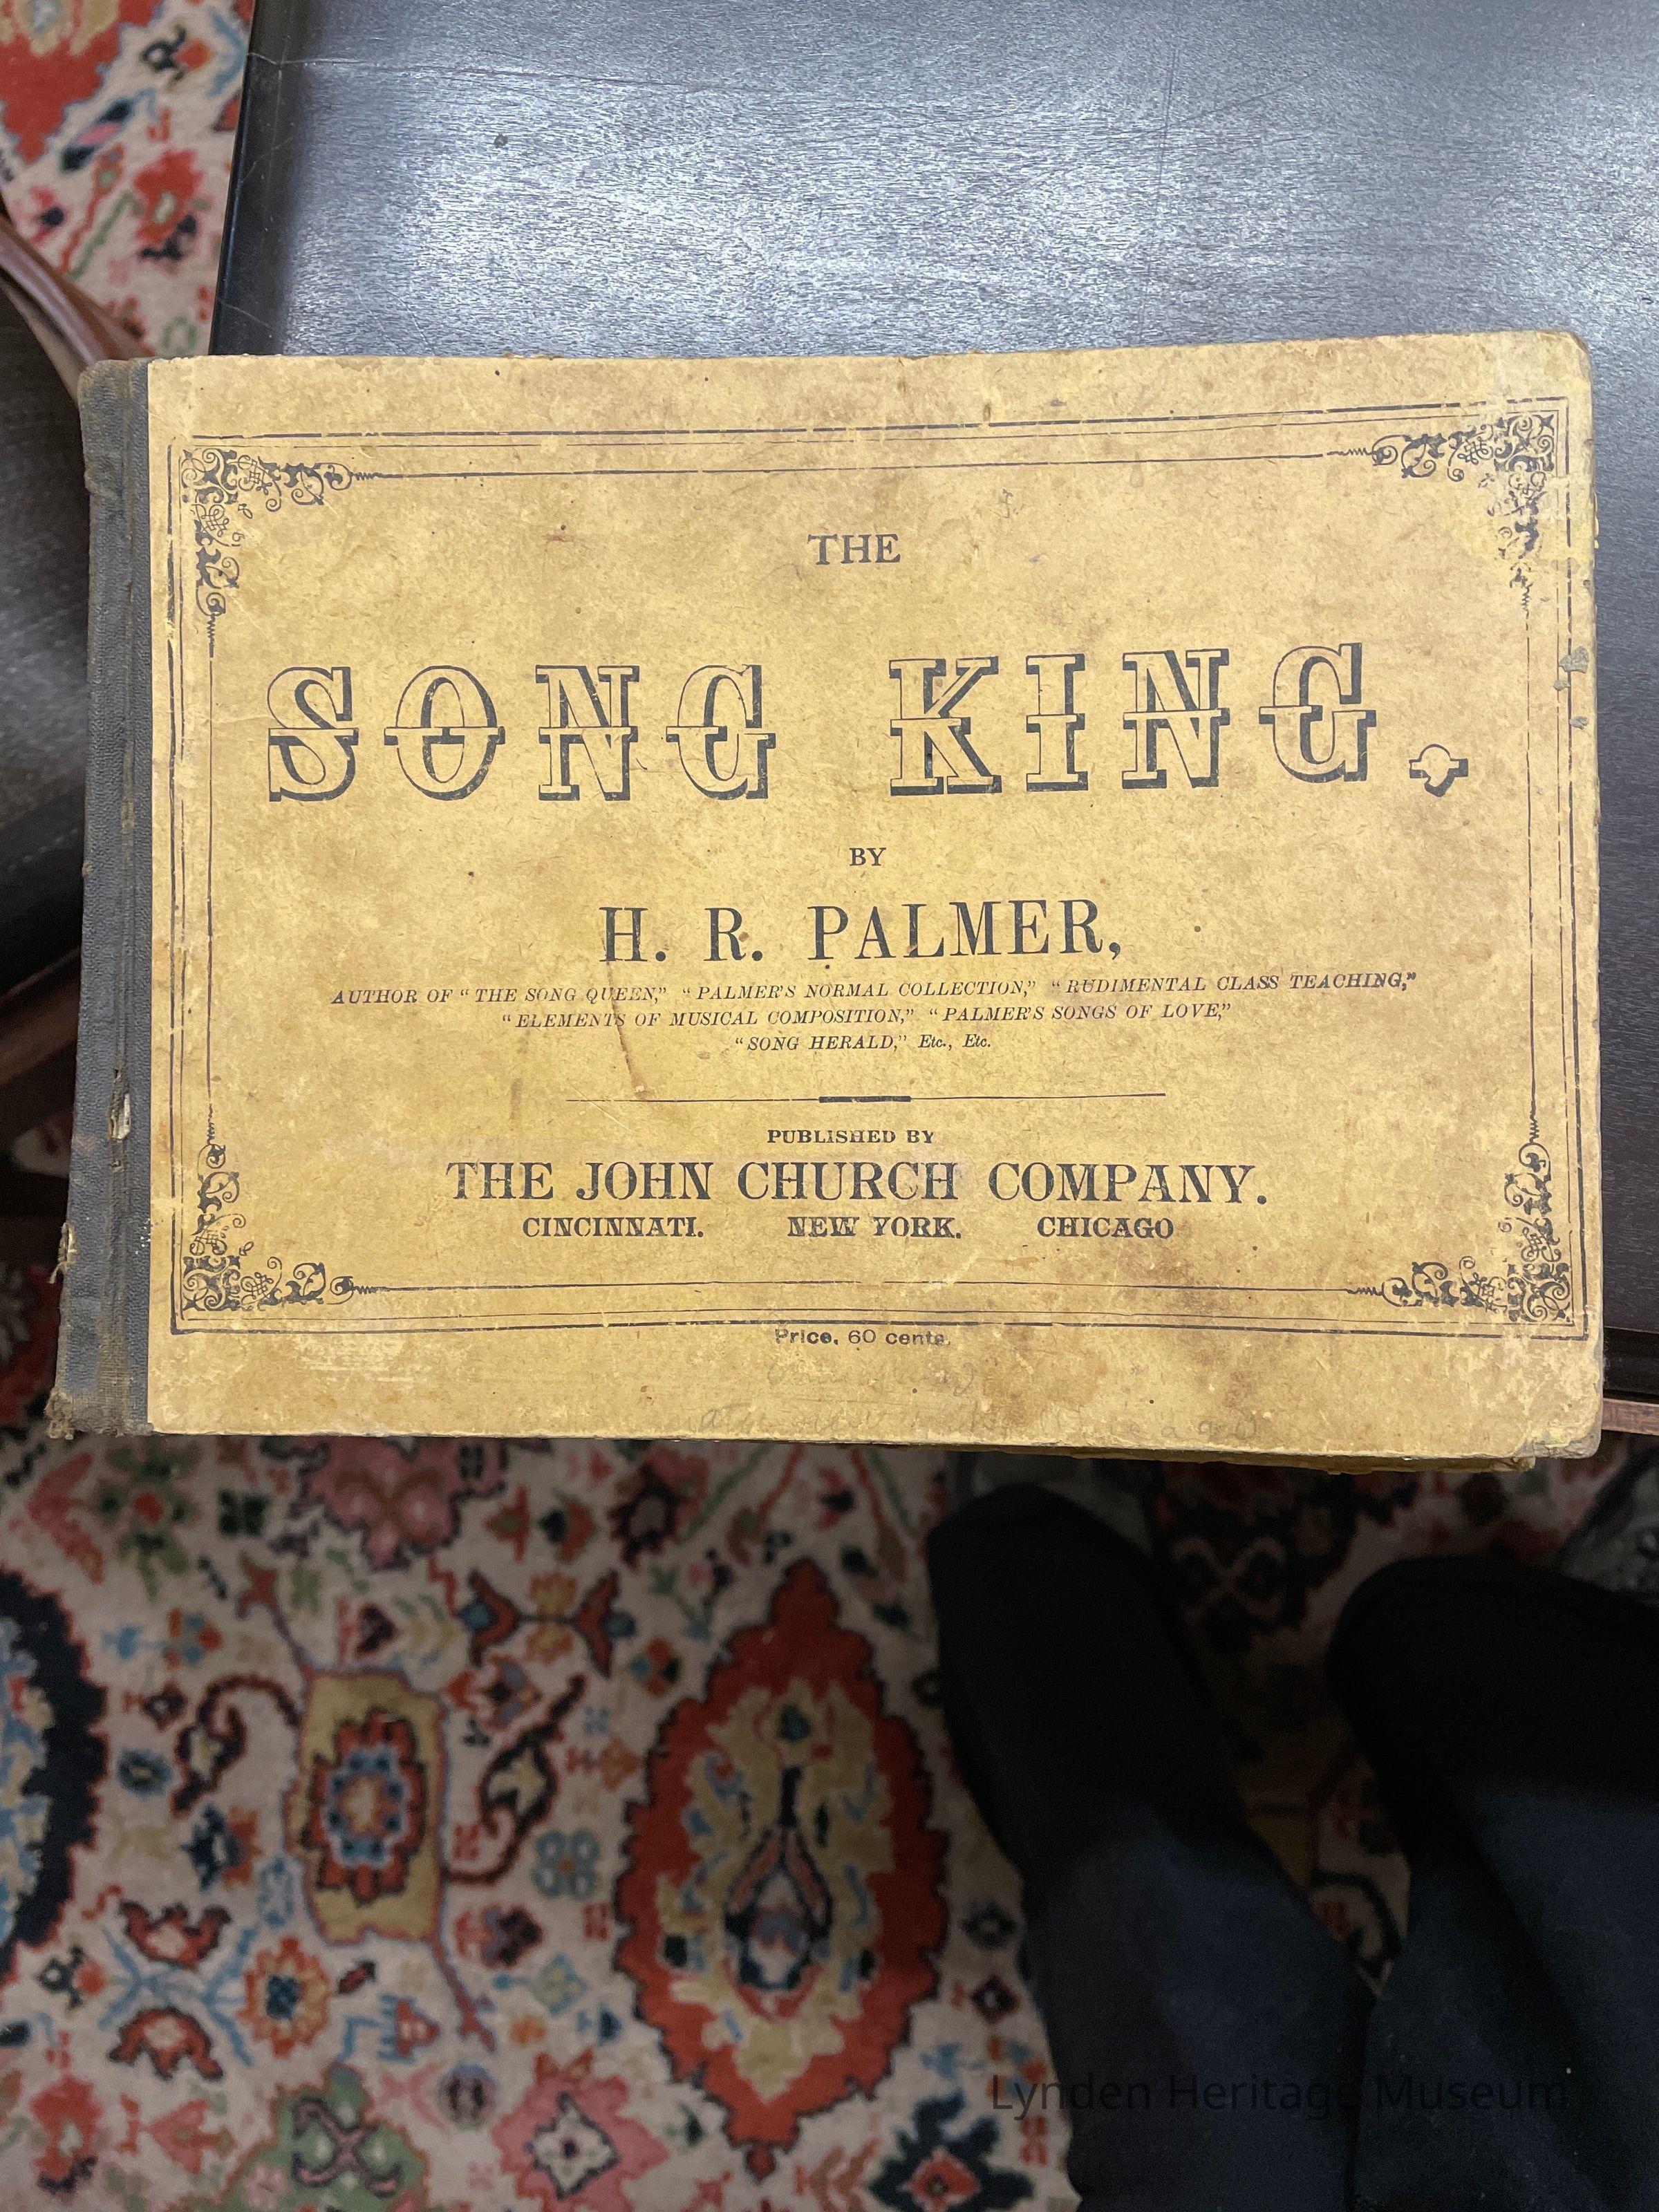 THE
SONG KING.
BY
H. R. PALMER,
AUTHOR OF "THE SONG QUEEN," "PALMER'S NORMAL COLLECTION," "RUDIMENTAL CLASS TEACHING,"
"ELEMENTS OF MUSICAL COMPOSITION," "PALMER'S SONGS OF LOVE,"
"SONG HERALD," Etc., Etc.
PUBLISHED BY
THE JOHN CHURCH COMPANY.
CINCINNATI. NEW YORK. CHICAGO
Price, 60 cents.
Lynden Heritage Museum